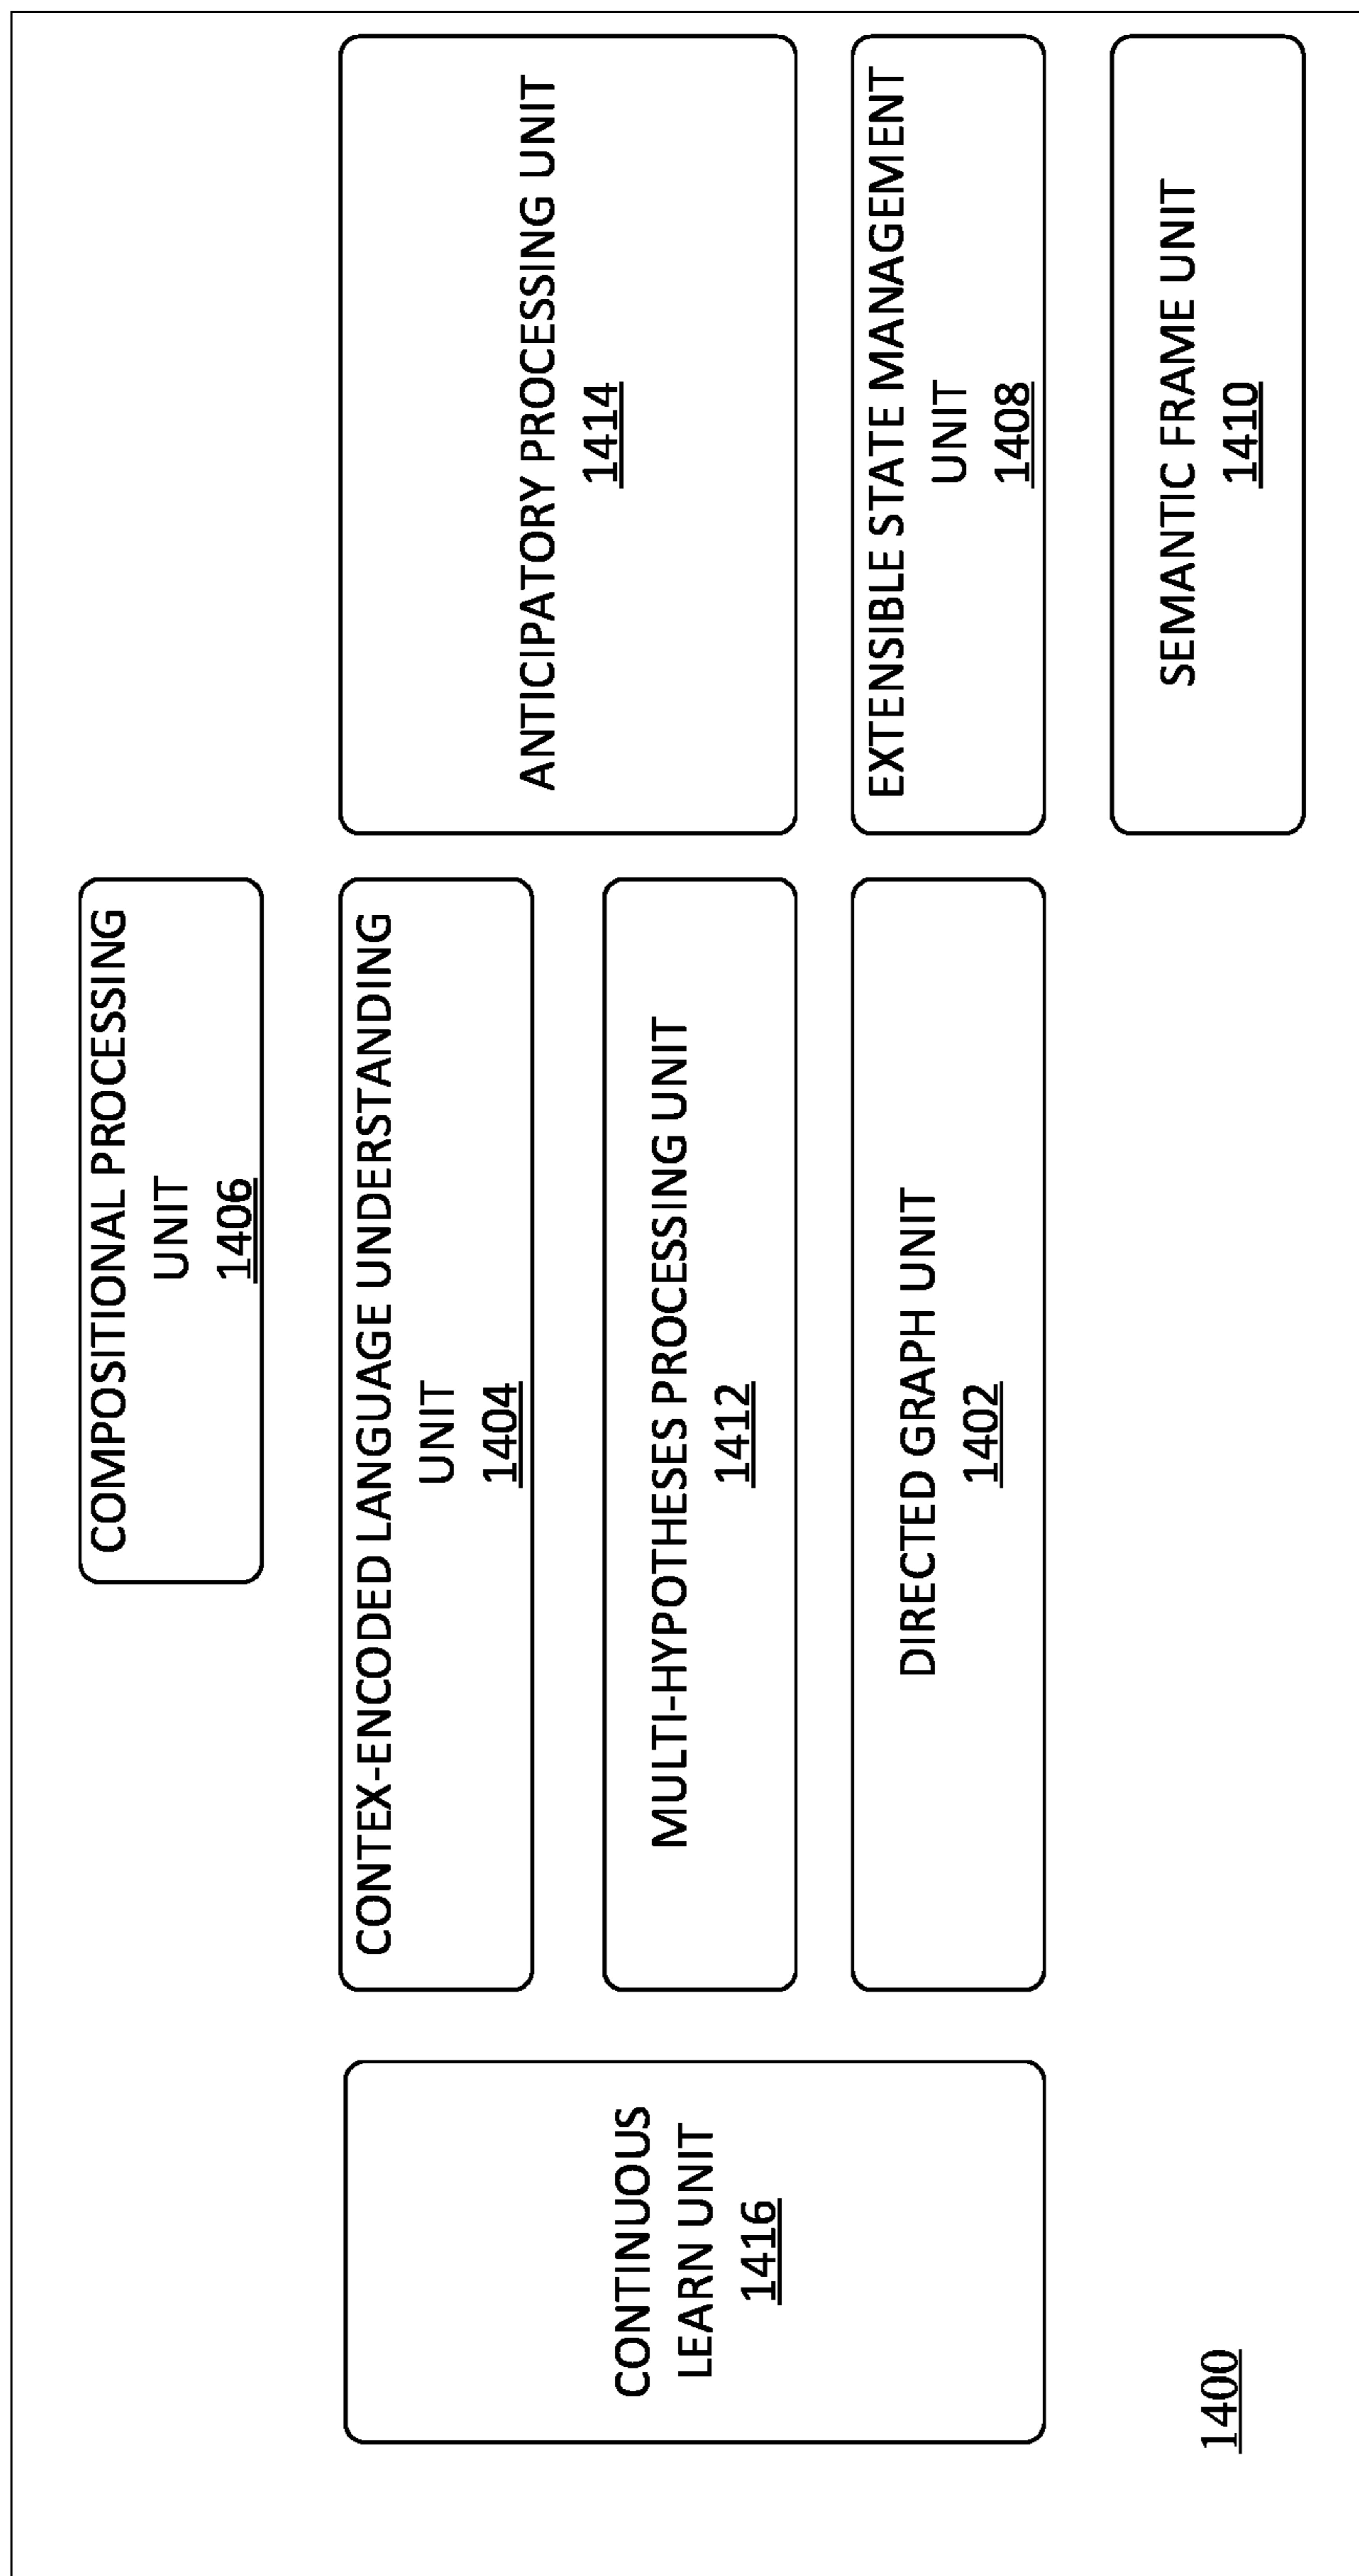 COMPOSITIONAL PROCESSING
UNIT
1406
CONTEX-ENCODED LANGUAGE UNDERSTANDING
UNIT
1404
ANTICIPATORY PROCESSING UNIT
1414
CONTINUOUS
LEARN UNIT
1416
MULTI-HYPOTHESES PROCESSING UNIT
1412
DIRECTED GRAPH UNIT
1402
EXTENSIBLE STATE MANAGEMENT
UNIT
1408
SEMANTIC FRAME UNIT
1410
1400